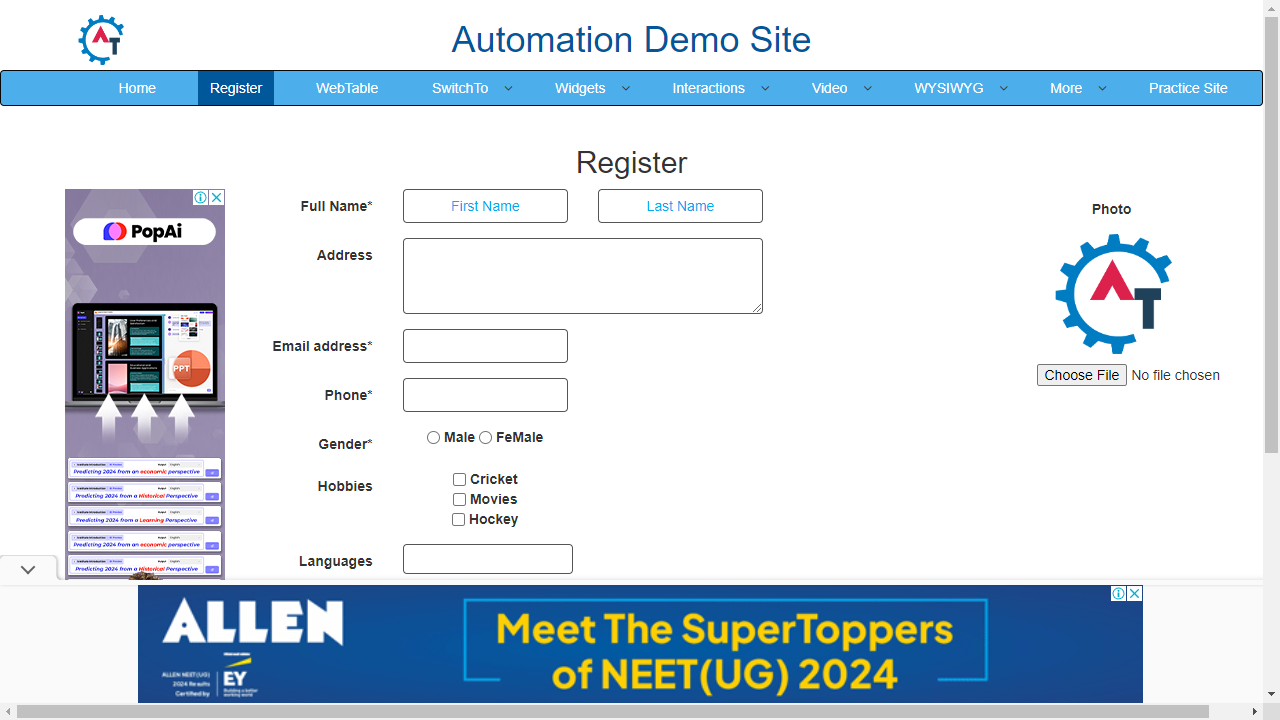 Automation Demo Site
Home Register WebTable SwitchTo Widgets Interactions Video WYSIWYG More Practice Site
Register
PopAi
PPT
Predicting 2024 from an economic perspective
Predicting 2024 from a Historical Perspective
Predicting 2024 from a Learning Perspective
Predicting 2024 from an economic perspective
Predicting 2024 from a Historical Perspective
Full Name*
First Name
Last Name
Address
Email address*
Phone*
Gender*
Male FeMale
Hobbies
Cricket
Movies
Hockey
Languages
Photo
AT
Choose File No file chosen
ALLEN
ALLEN NEET(UG)
2024 Results
Certified by
EY
Building a better
working world
Meet The SuperToppers
of NEET(UG) 2024